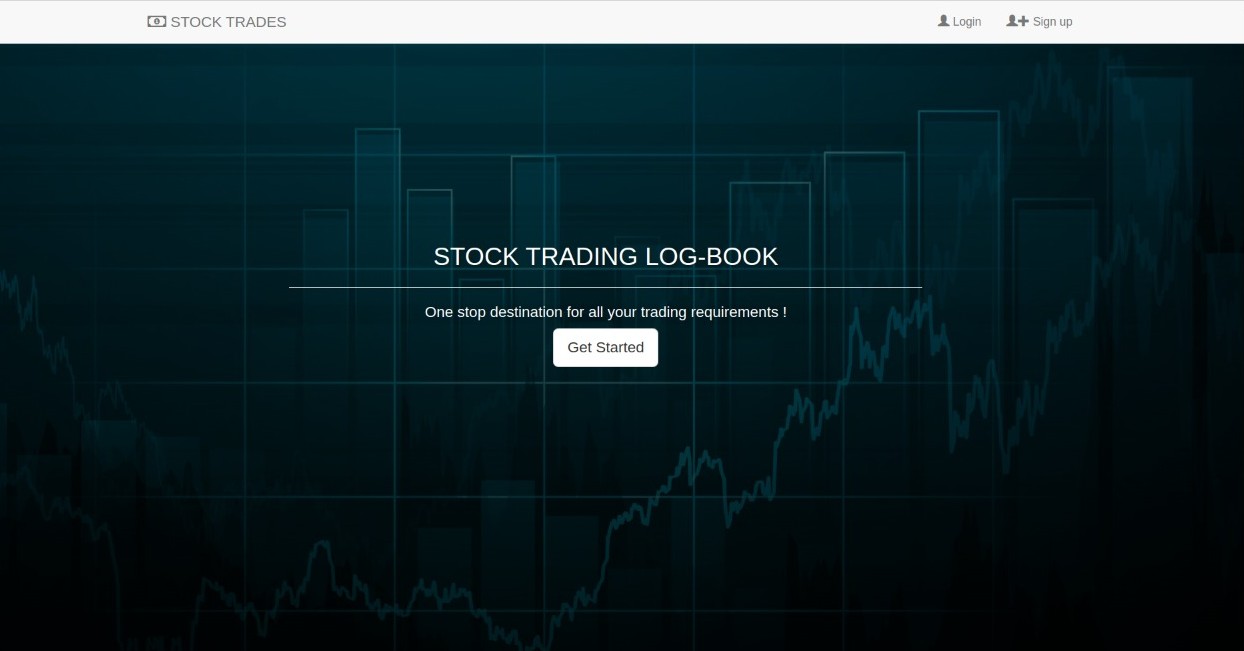 STOCK TRADES
Login
Sign up
STOCK TRADING LOG-BOOK
One stop destination for all your trading requirements !
Get Started